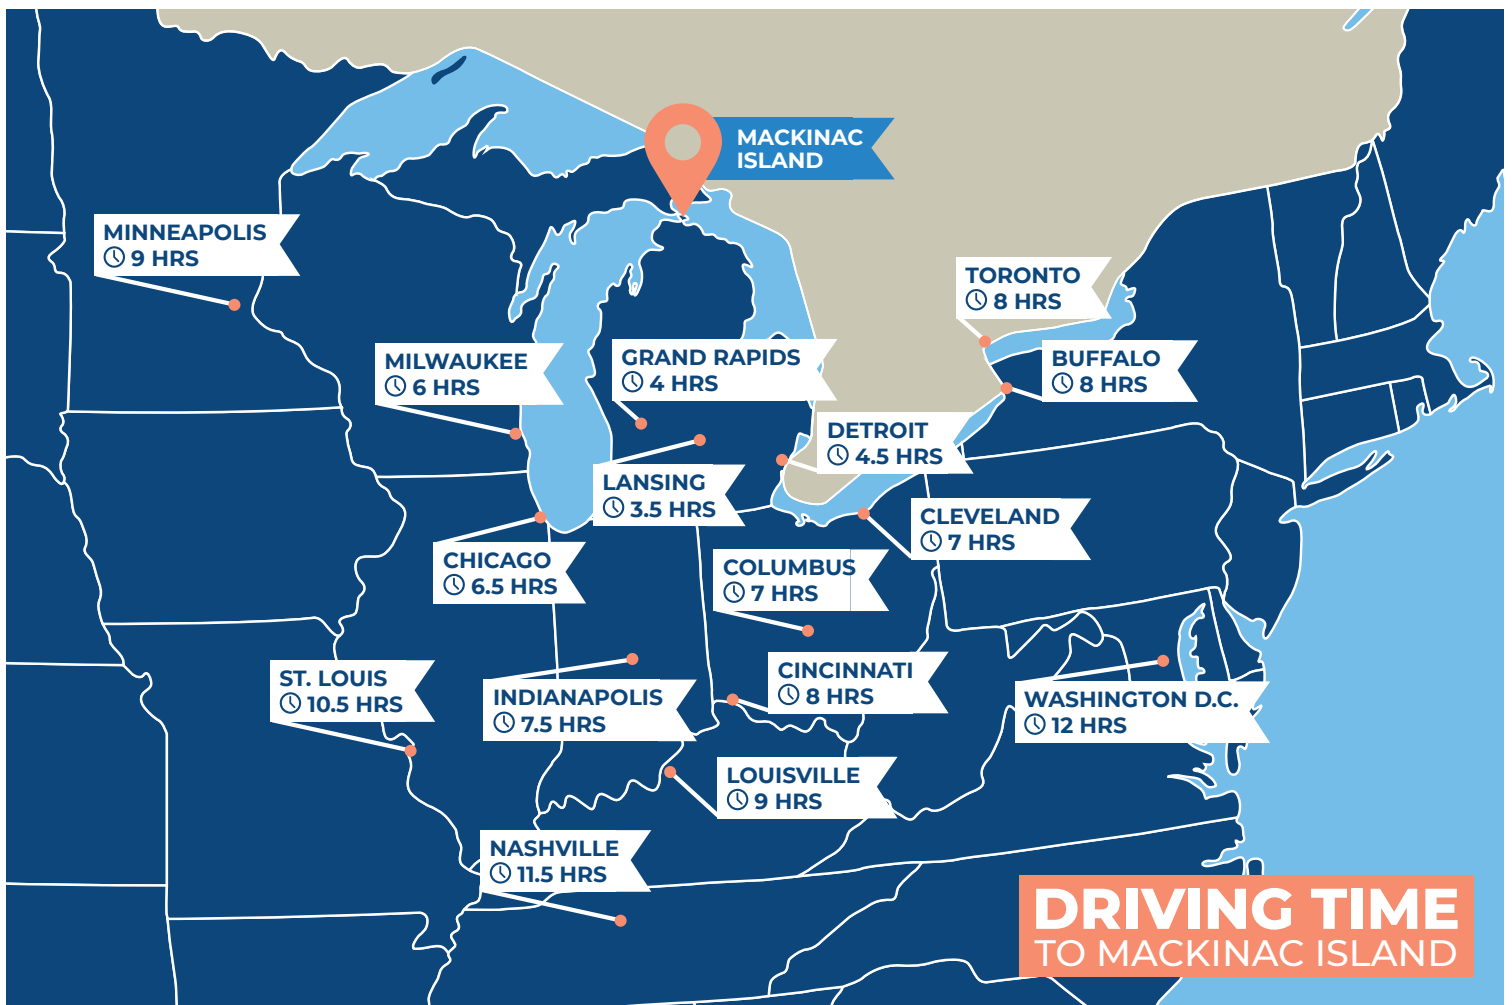 MACKINAC
ISLAND
MINNEAPOLIS
9 HRS
TORONTO
8 HRS
MILWAUKEE
6 HRS
GRAND RAPIDS
4 HRS
BUFFALO
8 HRS
DETROIT
4.5 HRS
LANSING
3.5 HRS
CLEVELAND
7 HRS
CHICAGO
6.5 HRS
COLUMBUS
7 HRS
ST. LOUIS
10.5 HRS
INDIANAPOLIS
7.5 HRS
CINCINNATI
8 HRS
WASHINGTON D.C.
12 HRS
LOUISVILLE
9 HRS
NASHVILLE
11.5 HRS
DRIVING TIME
TO MACKINAC ISLAND